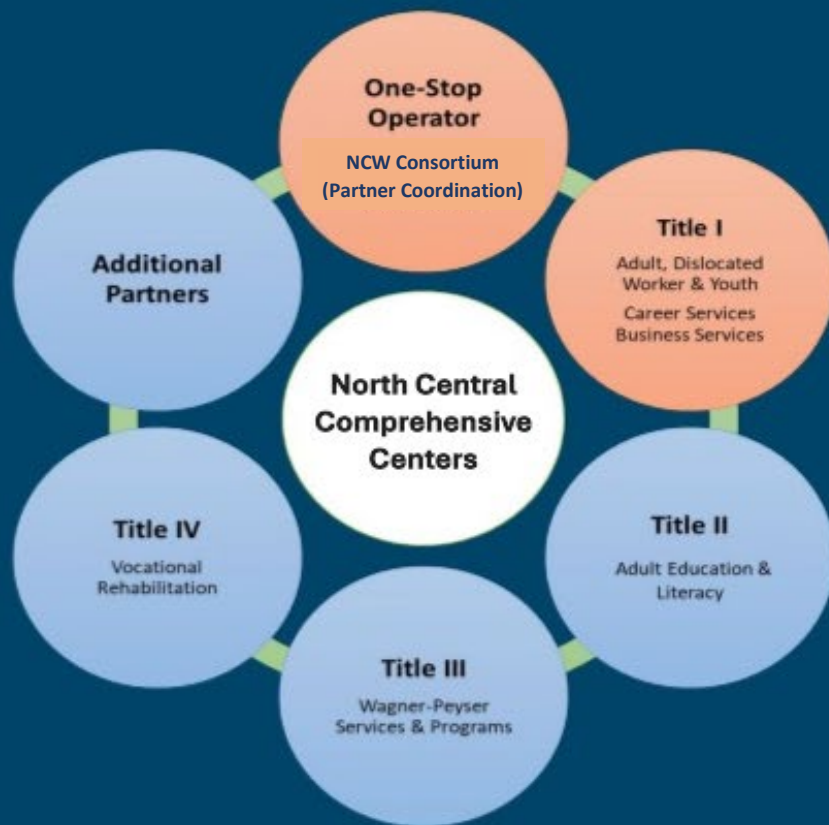 One-Stop
Operator
NCW Consortium
(Partner Coordination)
Title I
Adult, Dislocated
Worker & Youth
Career Services
Business Services
Additional
Partners
North Central
Comprehensive
Centers
Title II
Adult Education &
Literacy
Title IV
Vocational
Rehabilitation
Title III
Wagner-Peyser
Services & Programs